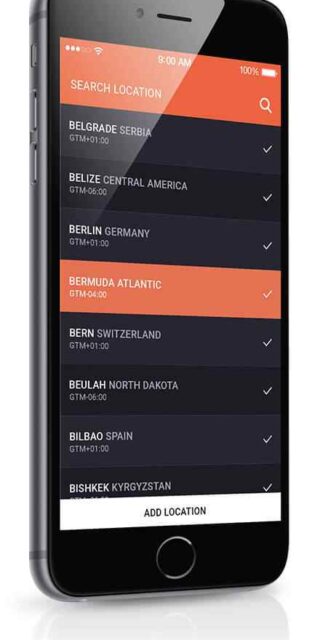 9:00 AM
100%
SEARCH LOCATION
BELGRADE SERBIA
GTM+01:00
BELIZE CENTRAL AMERICA
GTM-06:00
BERLIN GERMANY
GTM+01:00
BERMUDA ATLANTIC
GTM-04:00
BERN SWITZERLAND
GTM+01:00
BEULAH NORTH DAKOTA
GTM-06:00
BILBAO SPAIN
GTM+01:00
BISHKEK KYRGYZSTAN
ADD LOCATION